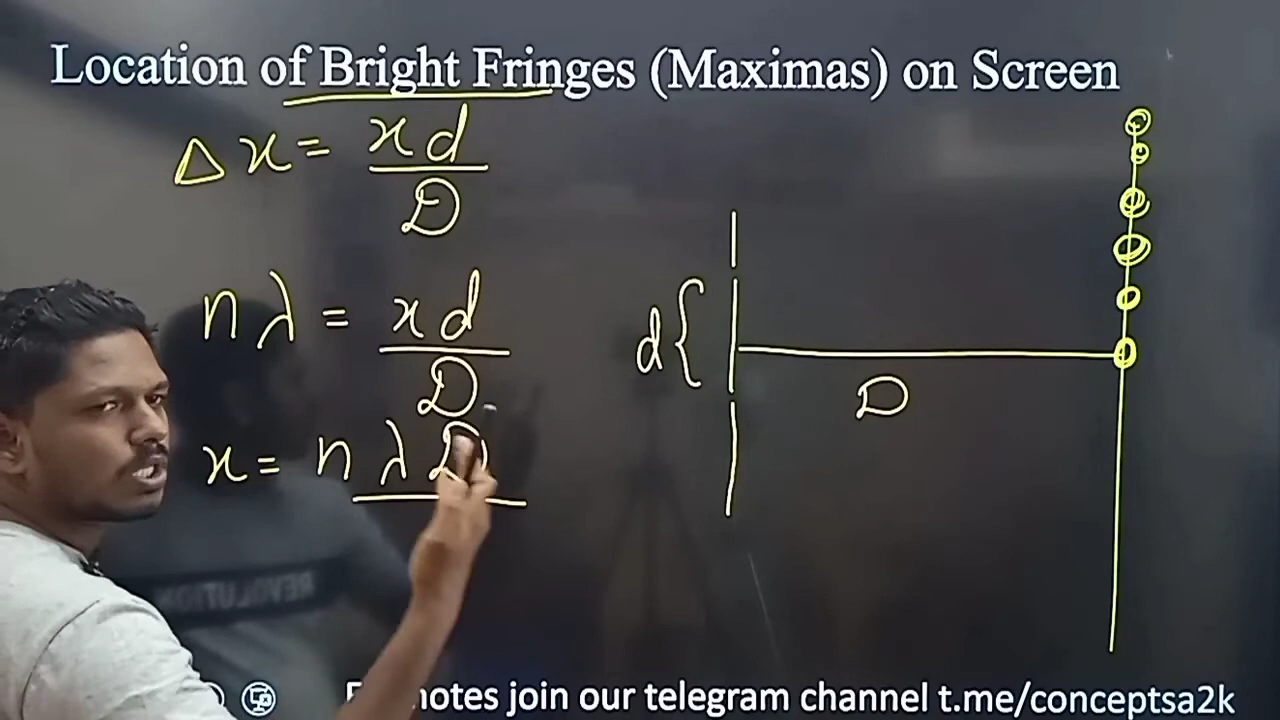 Location of Bright Fringes (Maximas) on Screen
Δx = xd
D
nλ = xd
D
x = nλD
d{
D
REVOLUTION
notes join our telegram channel t.me/conceptsa2k